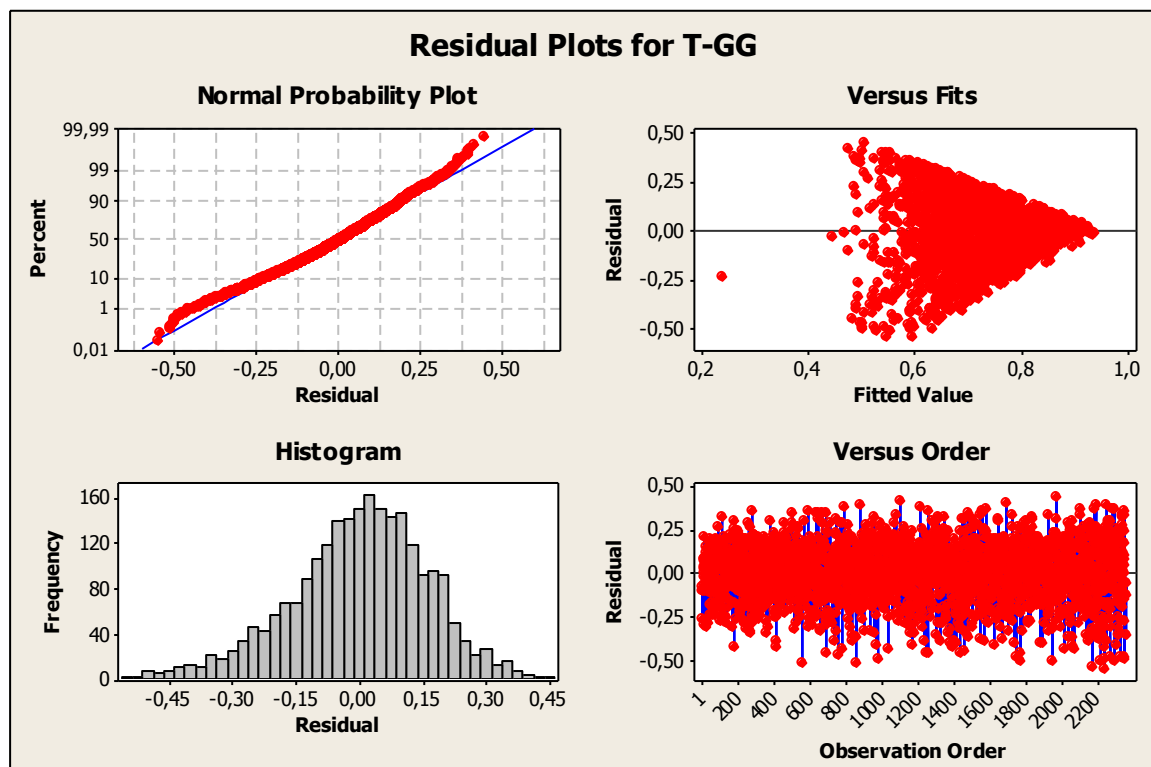 Residual Plots for T-GG
Normal Probability Plot
Percent
99,99
99
90
50
10
1
0,01
-0,50 -0,25 0,00 0,25 0,50
Residual
Versus Fits
Residual
0,50
0,25
0,00
-0,25
-0,50
0,2 0,4 0,6 0,8 1,0
Fitted Value
Histogram
Frequency
160
120
80
40
0
-0,45 -0,30 -0,15 0,00 0,15 0,30 0,45
Residual
Versus Order
Residual
0,50
0,25
0,00
-0,25
-0,50
1 200 400 600 800 1000 1200 1400 1600 1800 2000 2200
Observation Order